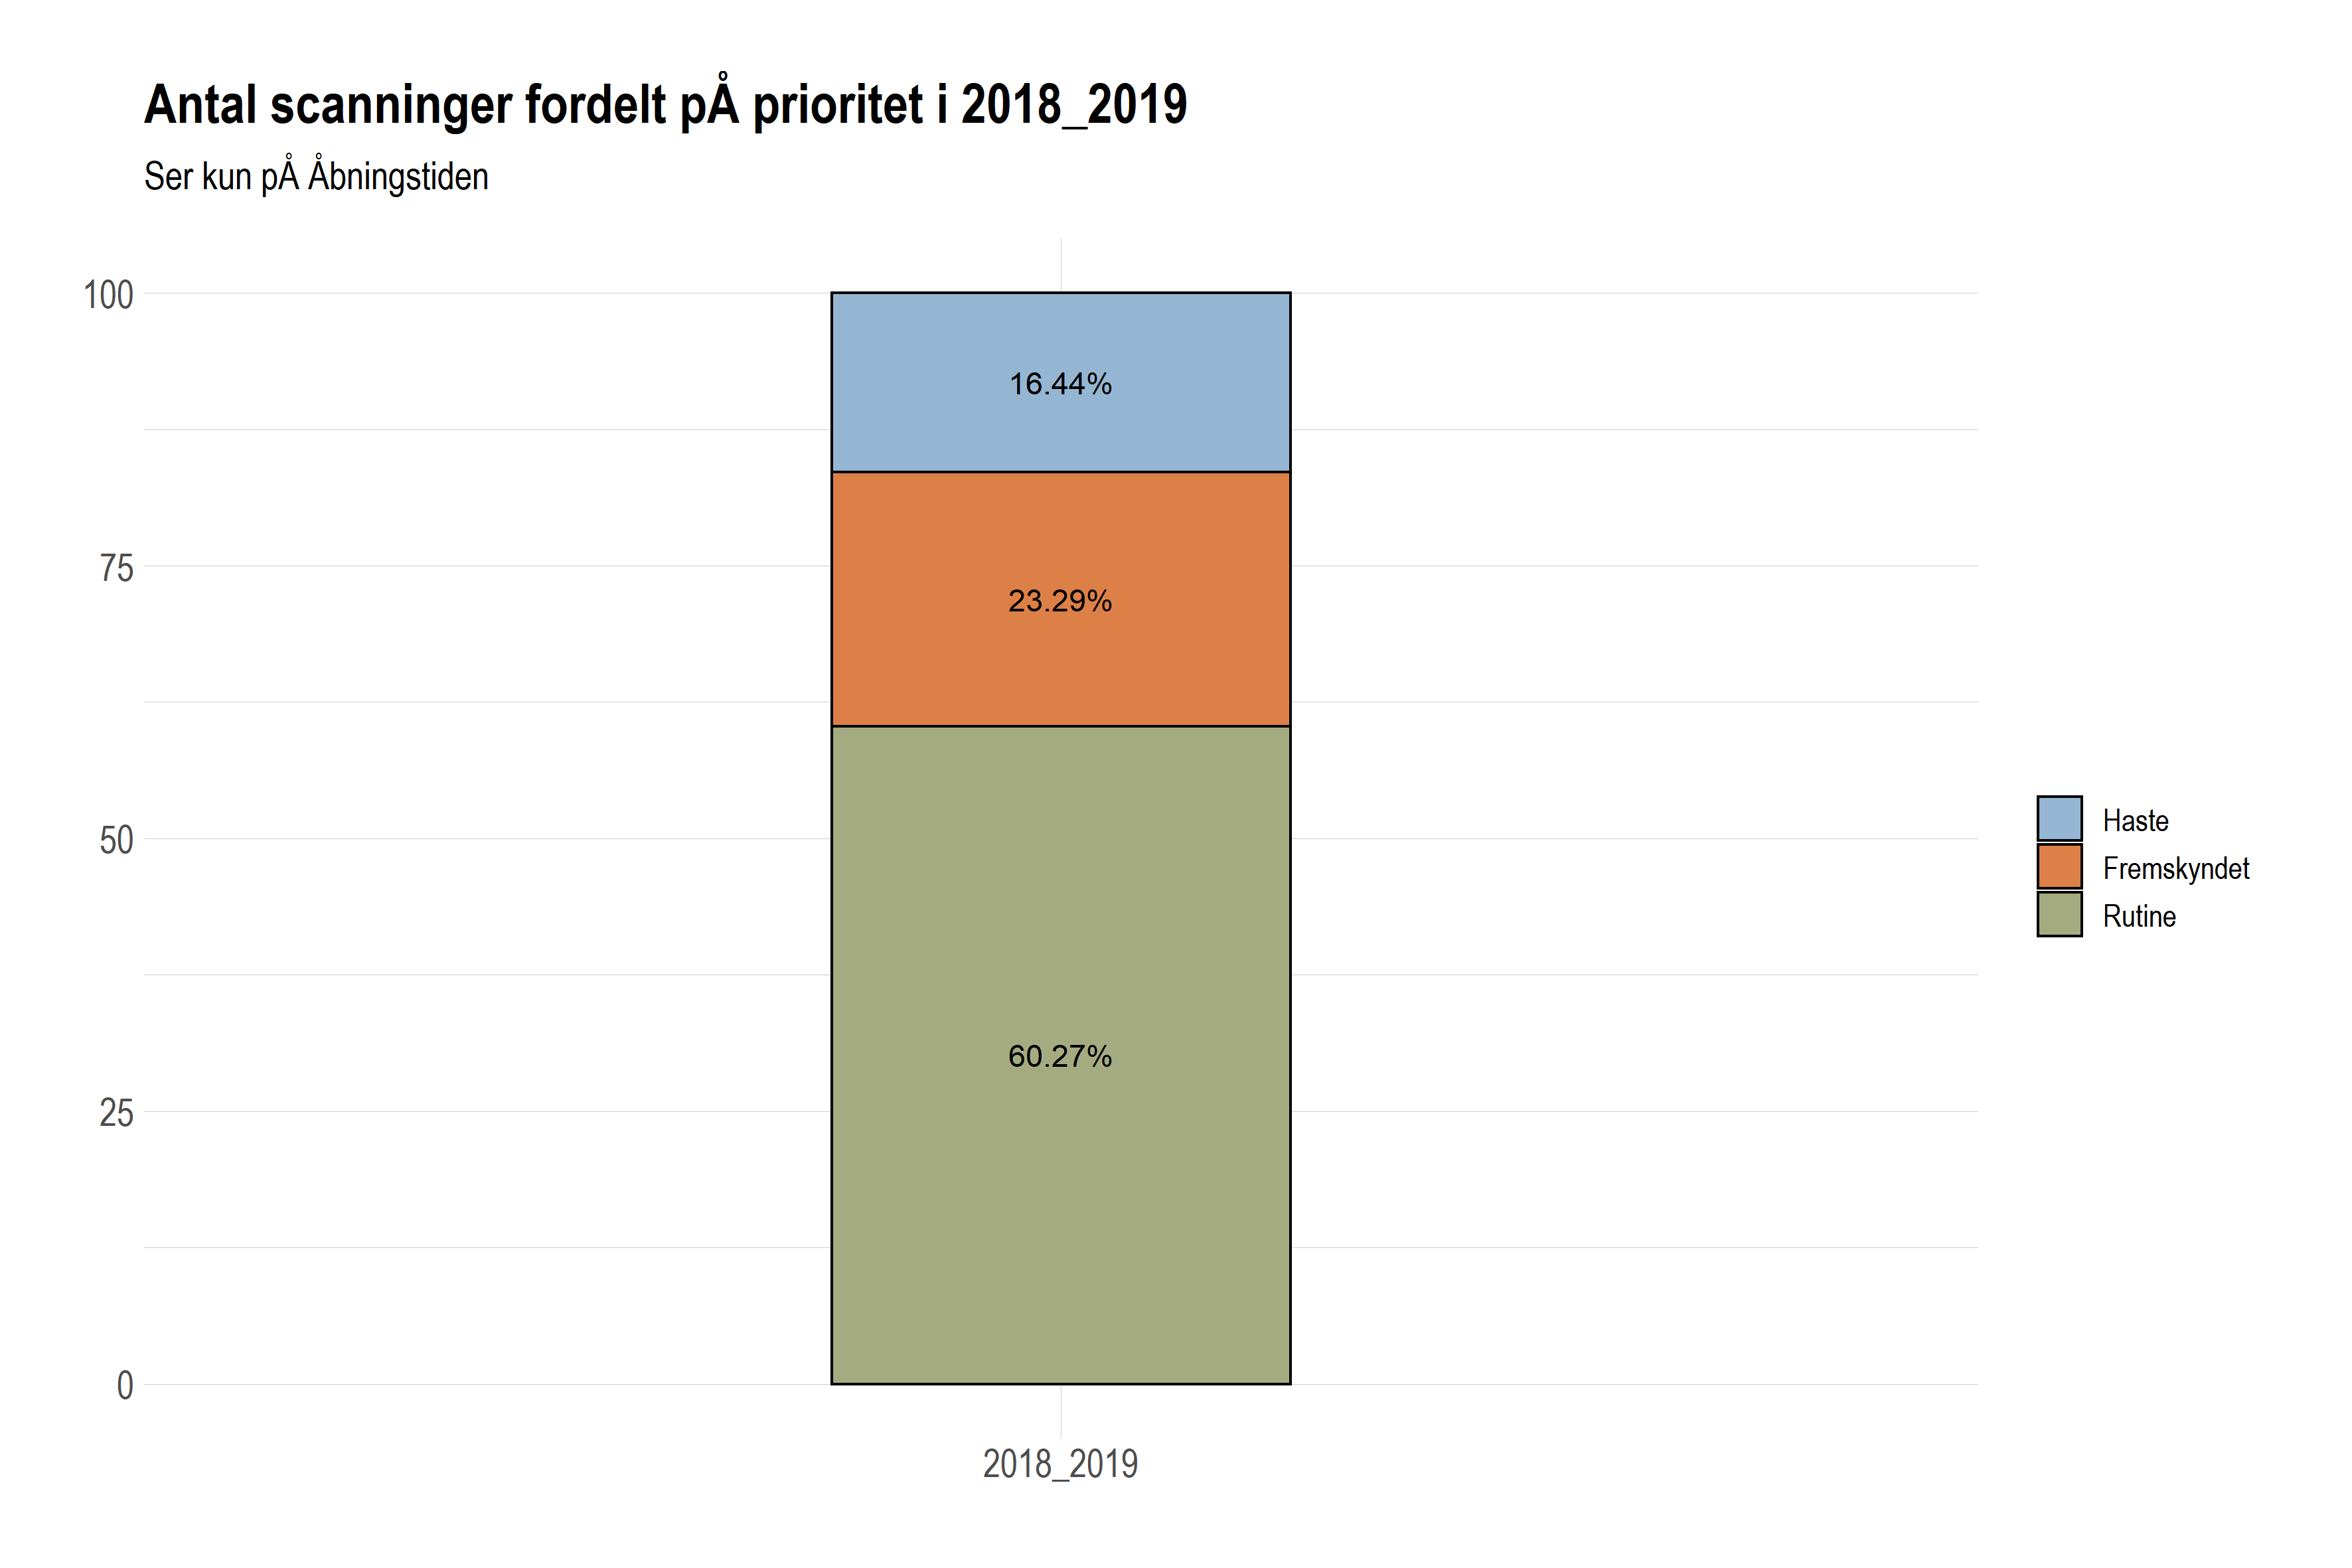 Antal scanninger fordelt pÅ prioritet i 2018_2019
Ser kun pÅ Åbningstiden
100
75
50
25
0
16.44%
23.29%
60.27%
2018_2019
Haste
Fremskyndet
Rutine